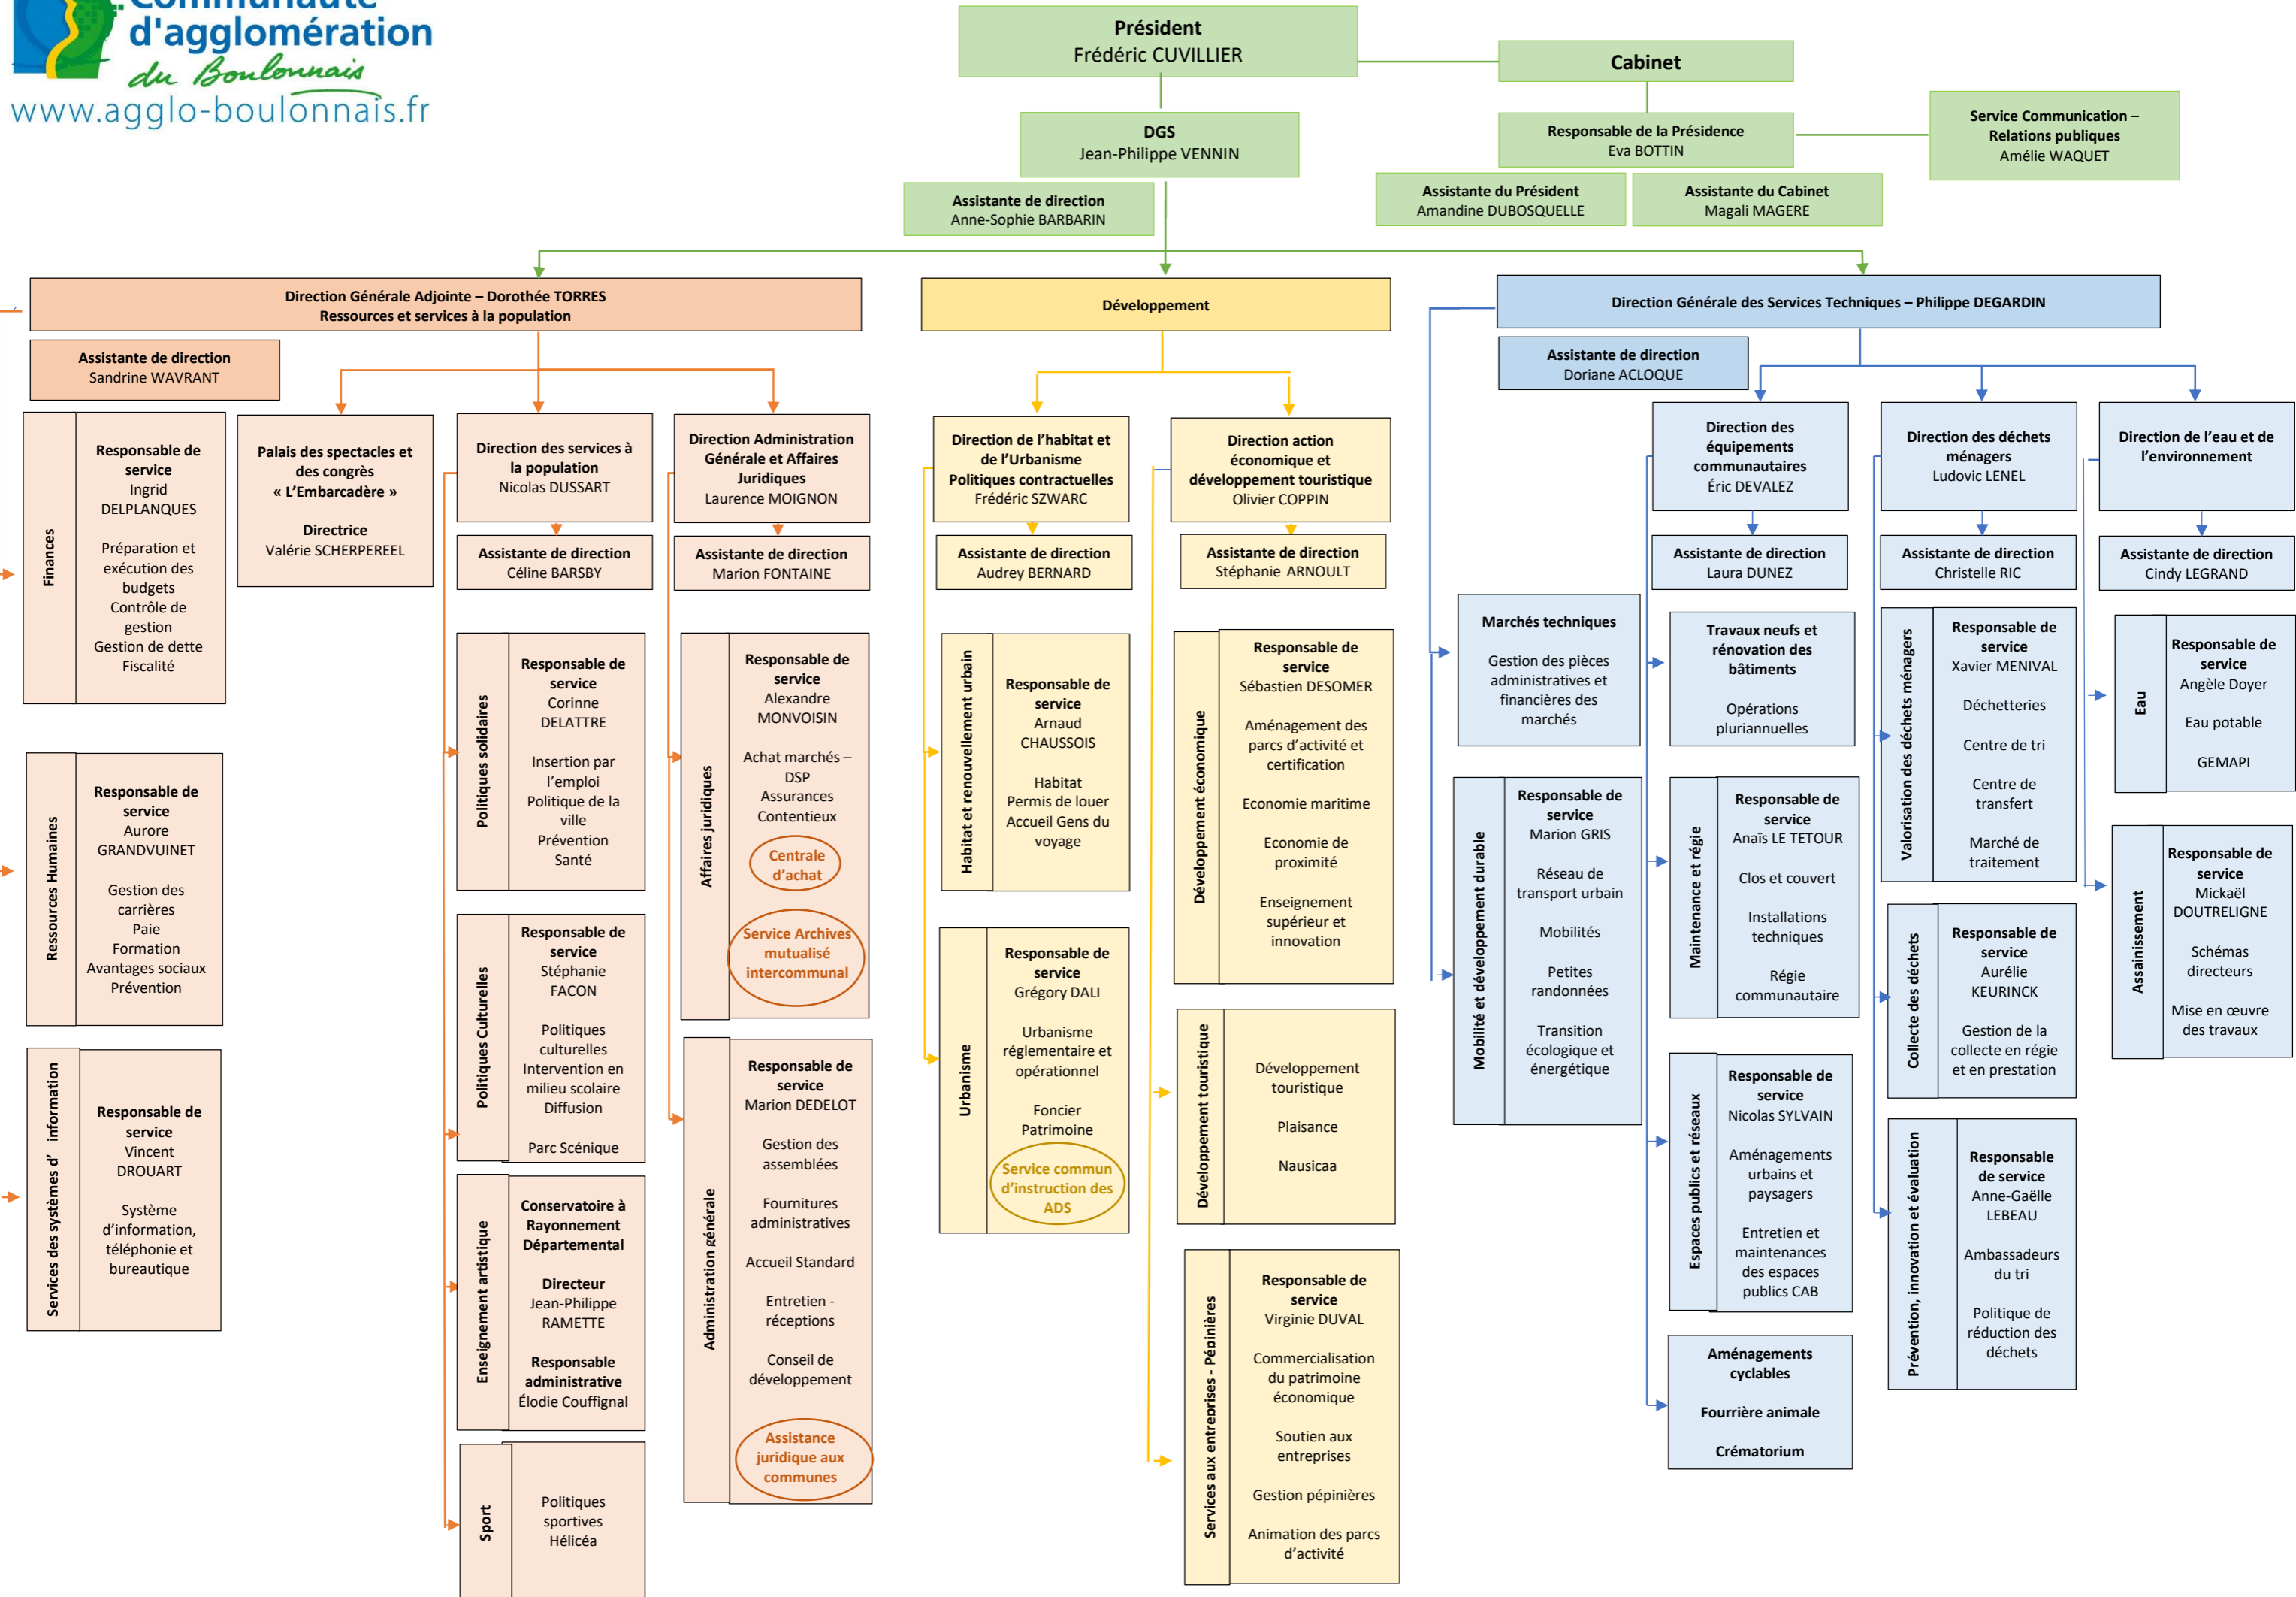 Communauté
d'agglomération
du Boulonnais
www.agglo-boulonnais.fr
Président
Frédéric CUVILLIER
Cabinet
DGS
Jean-Philippe VENNIN
Responsable de la Présidence
Eva BOTTIN
Service Communication –
Relations publiques
Amélie WAQUET
Assistante de direction
Anne-Sophie BARBARIN
Assistante du Président
Amandine DUBOSQUELLE
Assistante du Cabinet
Magali MAGERE
Direction Générale Adjointe – Dorothée TORRES
Ressources et services à la population
Assistante de direction
Sandrine WAVRANT
Finances
Responsable de
service
Ingrid
DELPLANQUES
Préparation et
exécution des
budgets
Contrôle de
gestion
Gestion de dette
Fiscalité
Ressources Humaines
Responsable de
service
Aurore
GRANDVUINET
Gestion des
carrières
Paie
Formation
Avantages sociaux
Prévention
Services des systèmes d' information
Responsable de
service
Vincent
DROUART
Système
d'information,
téléphonie et
bureautique
Palais des spectacles et
des congrès
« L'Embarcadère »
Directrice
Valérie SCHERPEREEL
Direction des services à
la population
Nicolas DUSSART
Assistante de direction
Céline BARSBY
Politiques solidaires
Responsable de
service
Corinne
DELATTRE
Insertion par
l'emploi
Politique de la
ville
Prévention
Santé
Politiques Culturelles
Responsable de
service
Stéphanie
FACON
Politiques
culturelles
Intervention en
milieu scolaire
Diffusion
Parc Scénique
Enseignement artistique
Conservatoire à
Rayonnement
Départemental
Directeur
Jean-Philippe
RAMETTE
Responsable
administrative
Élodie Couffignal
Sport
Politiques
sportives
Hélicéa
Direction Administration
Générale et Affaires
Juridiques
Laurence MOIGNON
Assistante de direction
Marion FONTAINE
Affaires juridiques
Responsable de
service
Alexandre
MONVOISIN
Achat marchés –
DSP
Assurances
Contentieux
Centrale
d'achat
Service Archives
mutualisé
intercommunal
Administration générale
Responsable de
service
Marion DEDELOT
Gestion des
assemblées
Fournitures
administratives
Accueil Standard
Entretien -
réceptions
Conseil de
développement
Assistance
juridique aux
communes
Développement
Direction de l'habitat et
de l'Urbanisme
Politiques contractuelles
Frédéric SZWARC
Assistante de direction
Audrey BERNARD
Habitat et renouvellement urbain
Responsable de
service
Arnaud
CHAUSSOIS
Habitat
Permis de louer
Accueil Gens du
voyage
Urbanisme
Responsable de
service
Grégory DALI
Urbanisme
réglementaire et
opérationnel
Foncier
Patrimoine
Service commun
d'instruction des
ADS
Direction action
économique et
développement touristique
Olivier COPPIN
Assistante de direction
Stéphanie ARNOULT
Développement économique
Responsable de
service
Sébastien DESOMER
Aménagement des
parcs d'activité et
certification
Economie maritime
Economie de
proximité
Enseignement
supérieur et
innovation
Développement touristique
Développement
touristique
Plaisance
Nausicaa
Services aux entreprises - Pépinières
Responsable de
service
Virginie DUVAL
Commercialisation
du patrimoine
économique
Soutien aux
entreprises
Gestion pépinières
Animation des parcs
d'activité
Direction Générale des Services Techniques – Philippe DEGARDIN
Assistante de direction
Doriane ACLOQUE
Marchés techniques
Gestion des pièces
administratives et
financières des
marchés
Mobilité et développement durable
Responsable de
service
Marion GRIS
Réseau de
transport urbain
Mobilités
Petites
randonnées
Transition
écologique et
énergétique
Direction des
équipements
communautaires
Éric DEVALEZ
Assistante de direction
Laura DUNEZ
Travaux neufs et
rénovation des
bâtiments
Opérations
pluriannuelles
Maintenance et régie
Responsable de
service
Anaïs LE TETOUR
Clos et couvert
Installations
techniques
Régie
communautaire
Espaces publics et réseaux
Responsable de
service
Nicolas SYLVAIN
Aménagements
urbains et
paysagers
Entretien et
maintenances
des espaces
publics CAB
Aménagements
cyclables
Fourrière animale
Crématorium
Direction des déchets
ménagers
Ludovic LENEL
Assistante de direction
Christelle RIC
Valorisation des déchets ménagers
Responsable de
service
Xavier MENIVAL
Déchetteries
Centre de tri
Centre de
transfert
Marché de
traitement
Collecte des déchets
Responsable de
service
Aurélie
KEURINCK
Gestion de la
collecte en régie
et en prestation
Prévention, innovation et évaluation
Responsable
de service
Anne-Gaëlle
LEBEAU
Ambassadeurs
du tri
Politique de
réduction des
déchets
Direction de l'eau et de
l'environnement
Assistante de direction
Cindy LEGRAND
Eau
Responsable de
service
Angèle Doyer
Eau potable
GEMAPI
Assainissement
Responsable de
service
Mickaël
DOUTRELIGNE
Schémas
directeurs
Mise en œuvre
des travaux